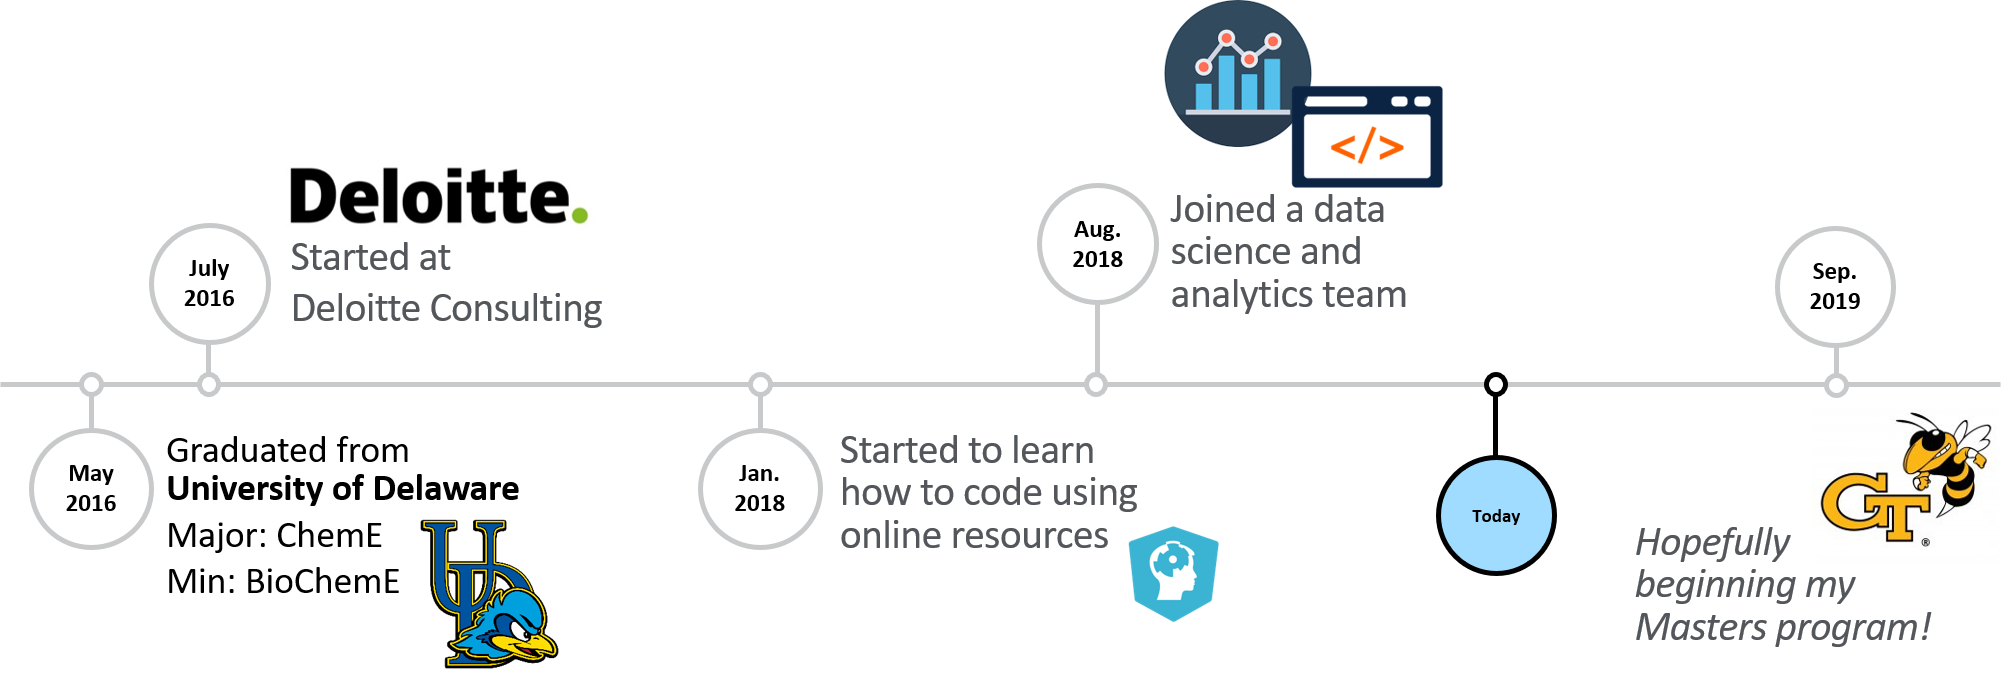 May
2016
Graduated from
University of Delaware
Major: ChemE
Min: BioChemE
UD
July
2016
Deloitte.
Started at
Deloitte Consulting
Jan.
2018
Started to learn
how to code using
online resources
Aug.
2018
</>
Joined a data
science and
analytics team
Today
Sep.
2019
GT®
Hopefully
beginning my
Masters program!